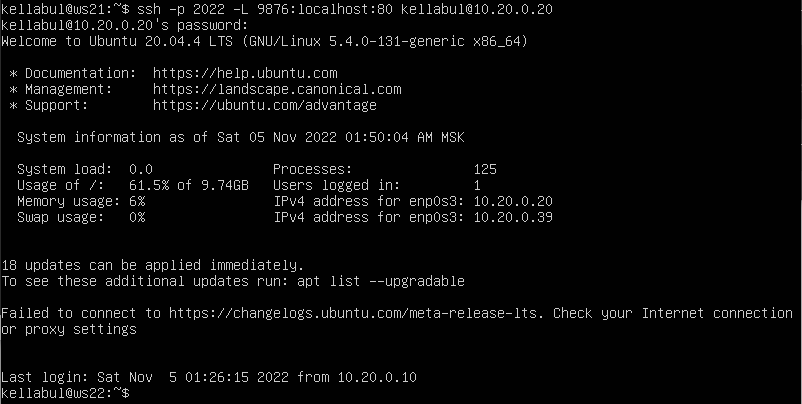 kellabul@ws21:~$ ssh -p 2022 -L 9876:localhost:80 kellabul@10.20.0.20
kellabul@10.20.0.20's password:
Welcome to Ubuntu 20.04.4 LTS (GNU/Linux 5.4.0-131-generic x86_64)

 * Documentation:  https://help.ubuntu.com
 * Management:     https://landscape.canonical.com
 * Support:        https://ubuntu.com/advantage

  System information as of Sat 05 Nov 2022 01:50:04 AM MSK

  System load:  0.0               Processes:               125
  Usage of /:   61.5% of 9.74GB   Users logged in:         1
  Memory usage: 6%                IPv4 address for enp0s3: 10.20.0.20
  Swap usage:   0%                IPv4 address for enp0s3: 10.20.0.39


18 updates can be applied immediately.
To see these additional updates run: apt list --upgradable

Failed to connect to https://changelogs.ubuntu.com/meta-release-lts. Check your Internet connection
or proxy settings


Last login: Sat Nov  5 01:26:15 2022 from 10.20.0.10
kellabul@ws22:~$